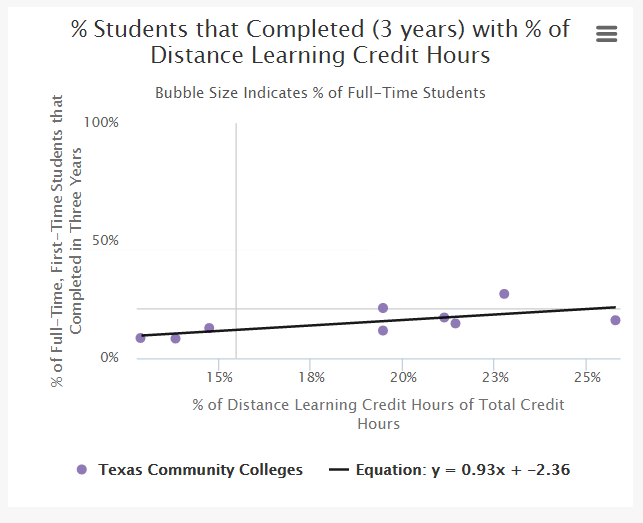 % Students that Completed (3 years) with % of
Distance Learning Credit Hours
Bubble Size Indicates % of Full-Time Students
% of Full-Time, First-Time Students that
Completed in Three Years
100%
50%
0%
15%
18%
20%
23%
25%
% of Distance Learning Credit Hours of Total Credit
Hours
Texas Community Colleges
Equation: y = 0.93x + -2.36